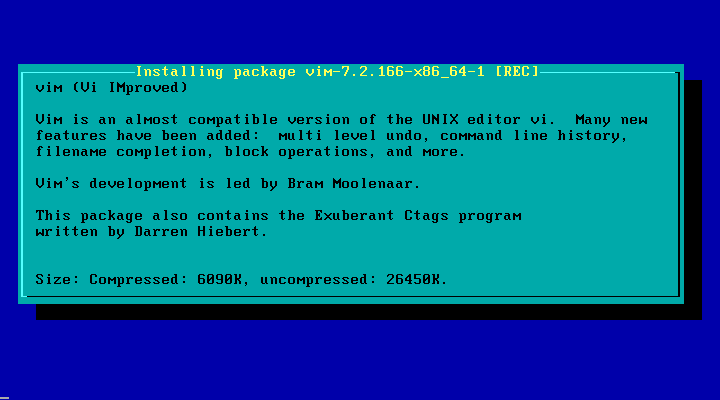 Installing package vim-7.2.166-x86_64-1 [REC]
vim (Vi IMproved)
Vim is an almost compatible version of the UNIX editor vi.  Many new
features have been added:  multi level undo, command line history,
filename completion, block operations, and more.
Vim's development is led by Bram Moolenaar.
This package also contains the Exuberant Ctags program
written by Darren Hiebert.
Size: Compressed: 6090K, uncompressed: 26450K.